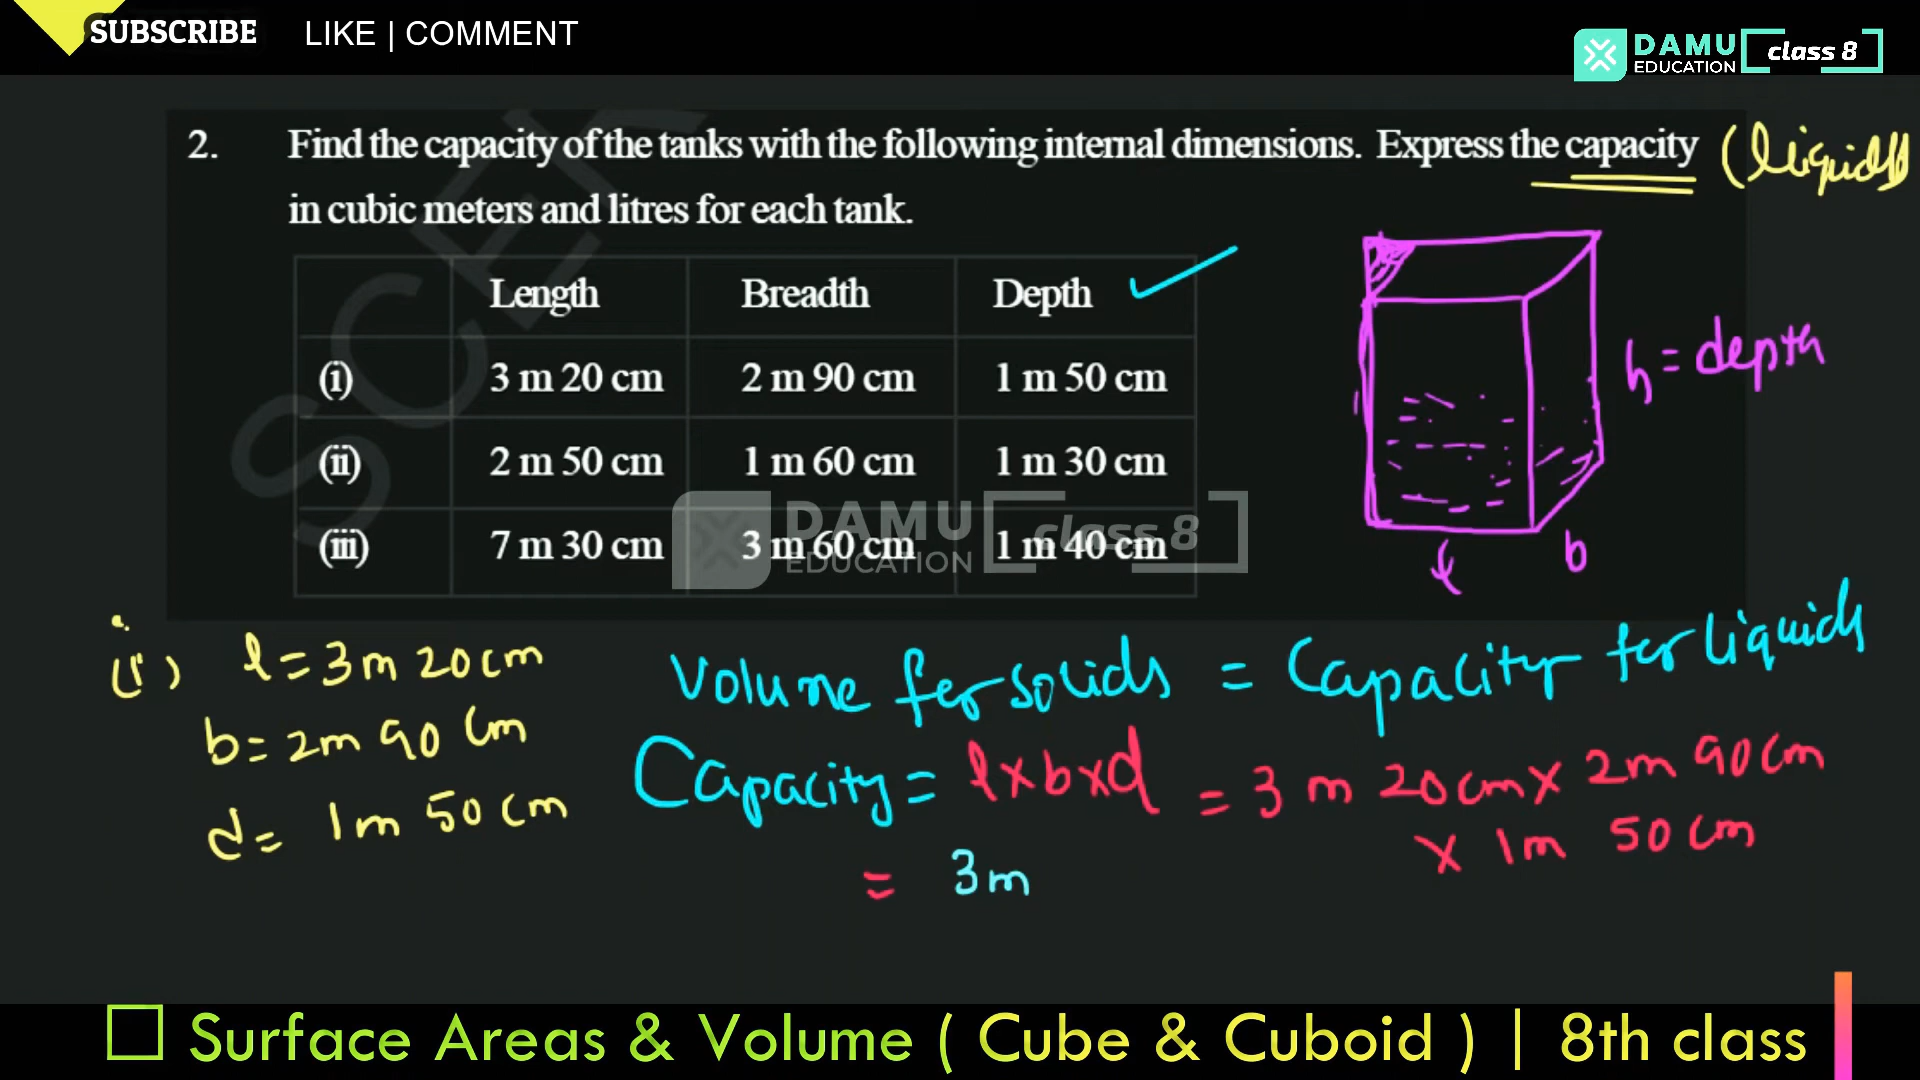 SUBSCRIBE LIKE | COMMENT
DAMU EDUCATION class 8
2. Find the capacity of the tanks with the following internal dimensions. Express the capacity (liquids
in cubic meters and litres for each tank.
Length Breadth Depth
(i) 3 m 20 cm 2 m 90 cm 1 m 50 cm
(ii) 2 m 50 cm 1 m 60 cm 1 m 30 cm
(iii) 7 m 30 cm 3 m 60 cm 1 m 40 cm
SCER
DAMU EDUCATION class 8
h = depth
b
(i) l = 3m 20cm
b = 2m 90 cm
d = 1m 50 cm
Volume for solids = Capacity for liquids
Capacity = l x b x d = 3 m 20cm x 2m 90cm
x 1m 50 cm
= 3m
Surface Areas & Volume ( Cube & Cuboid ) | 8th class